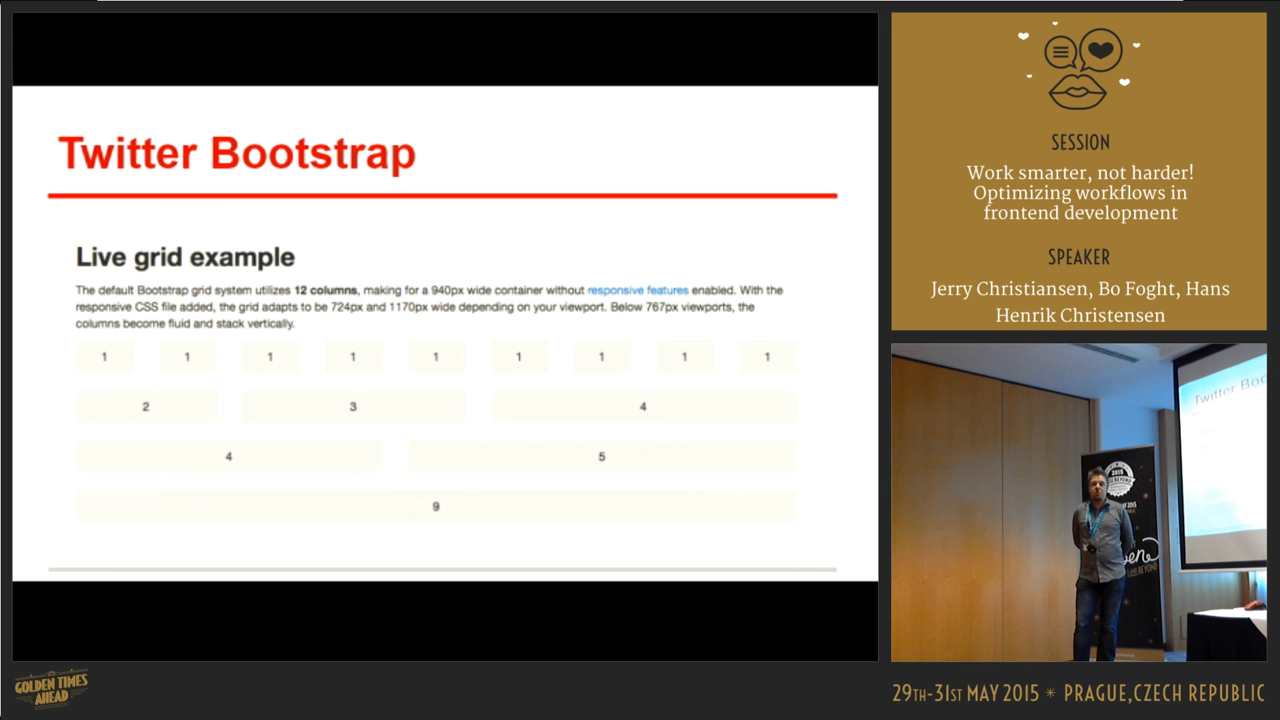 Twitter Bootstrap
Live grid example
The default Bootstrap grid system utilizes 12 columns, making for a 940px wide container without responsive features enabled. With the
responsive CSS file added, the grid adapts to be 724px and 1170px wide depending on your viewport. Below 767px viewports, the
columns become fluid and stack vertically.
1 1 1 1 1 1 1 1 1
2 3 4
4 5
9
SESSION
Work smarter, not harder!
Optimizing workflows in
frontend development
SPEAKER
Jerry Christiansen, Bo Foght, Hans
Henrik Christensen
Twitter Boo
2015
GOLDEN TIMES
AHEAD
29TH-31ST MAY 2015 * PRAGUE,CZECH REPUBLIC